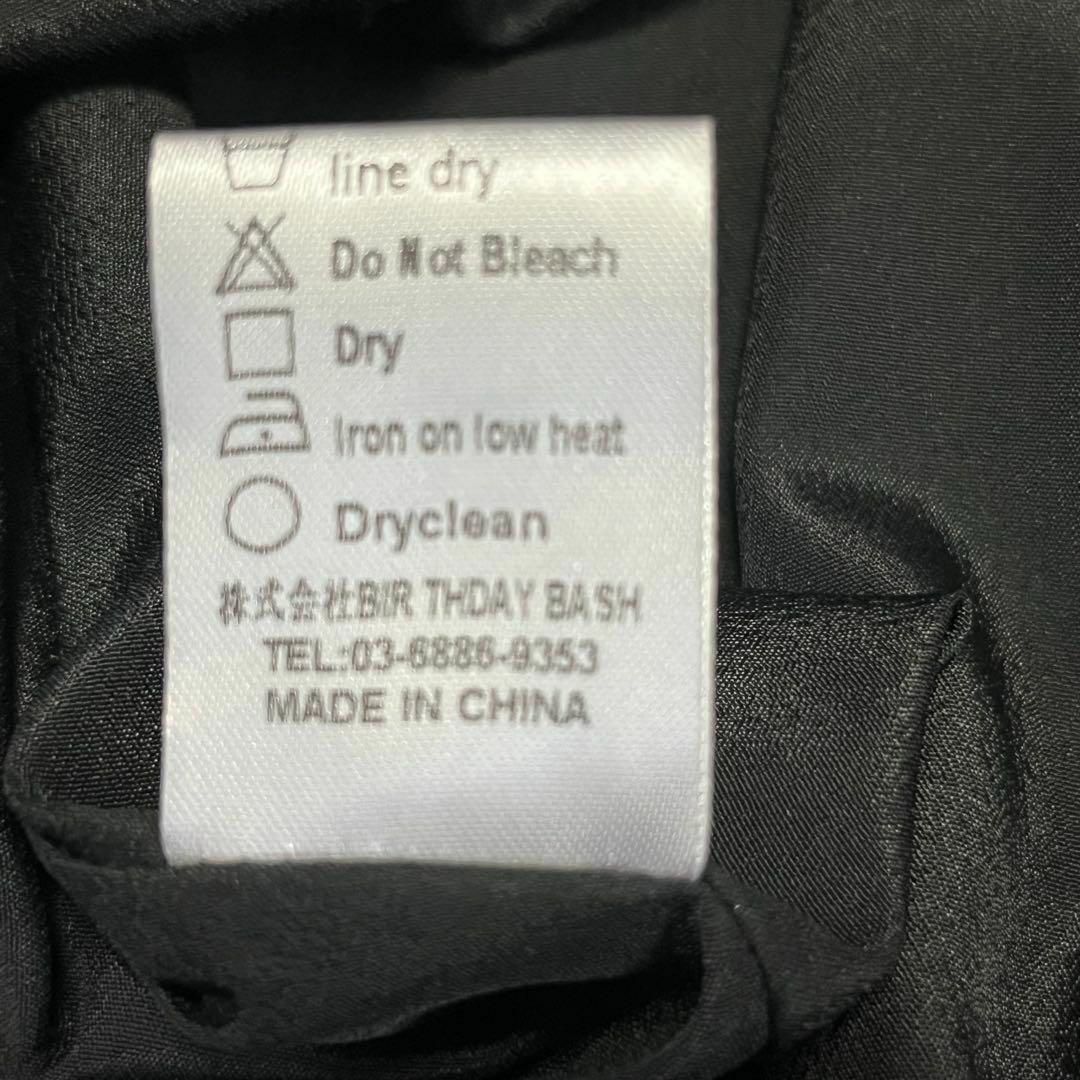 line dry
Do Not Bleach
Dry
Iron on low heat
Dryclean
株式会社BIR THDAY BASH
TEL:03-6886-9353
MADE IN CHINA